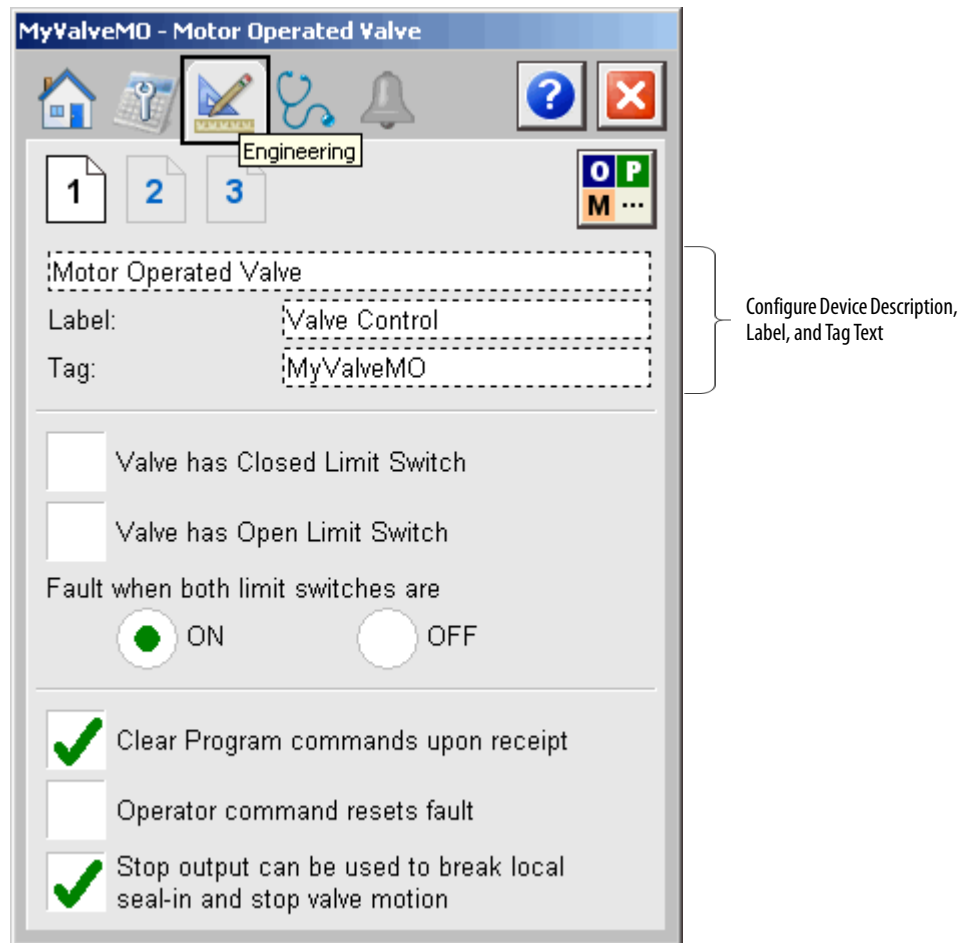 MyValveMO - Motor Operated Valve
?
Engineering
1
2
3
O P
M ...
Motor Operated Valve
Label: Valve Control
Tag: MyValveMO
Configure Device Description,
Label, and Tag Text
Valve has Closed Limit Switch
Valve has Open Limit Switch
Fault when both limit switches are
ON OFF
Clear Program commands upon receipt
Operator command resets fault
Stop output can be used to break local
seal-in and stop valve motion